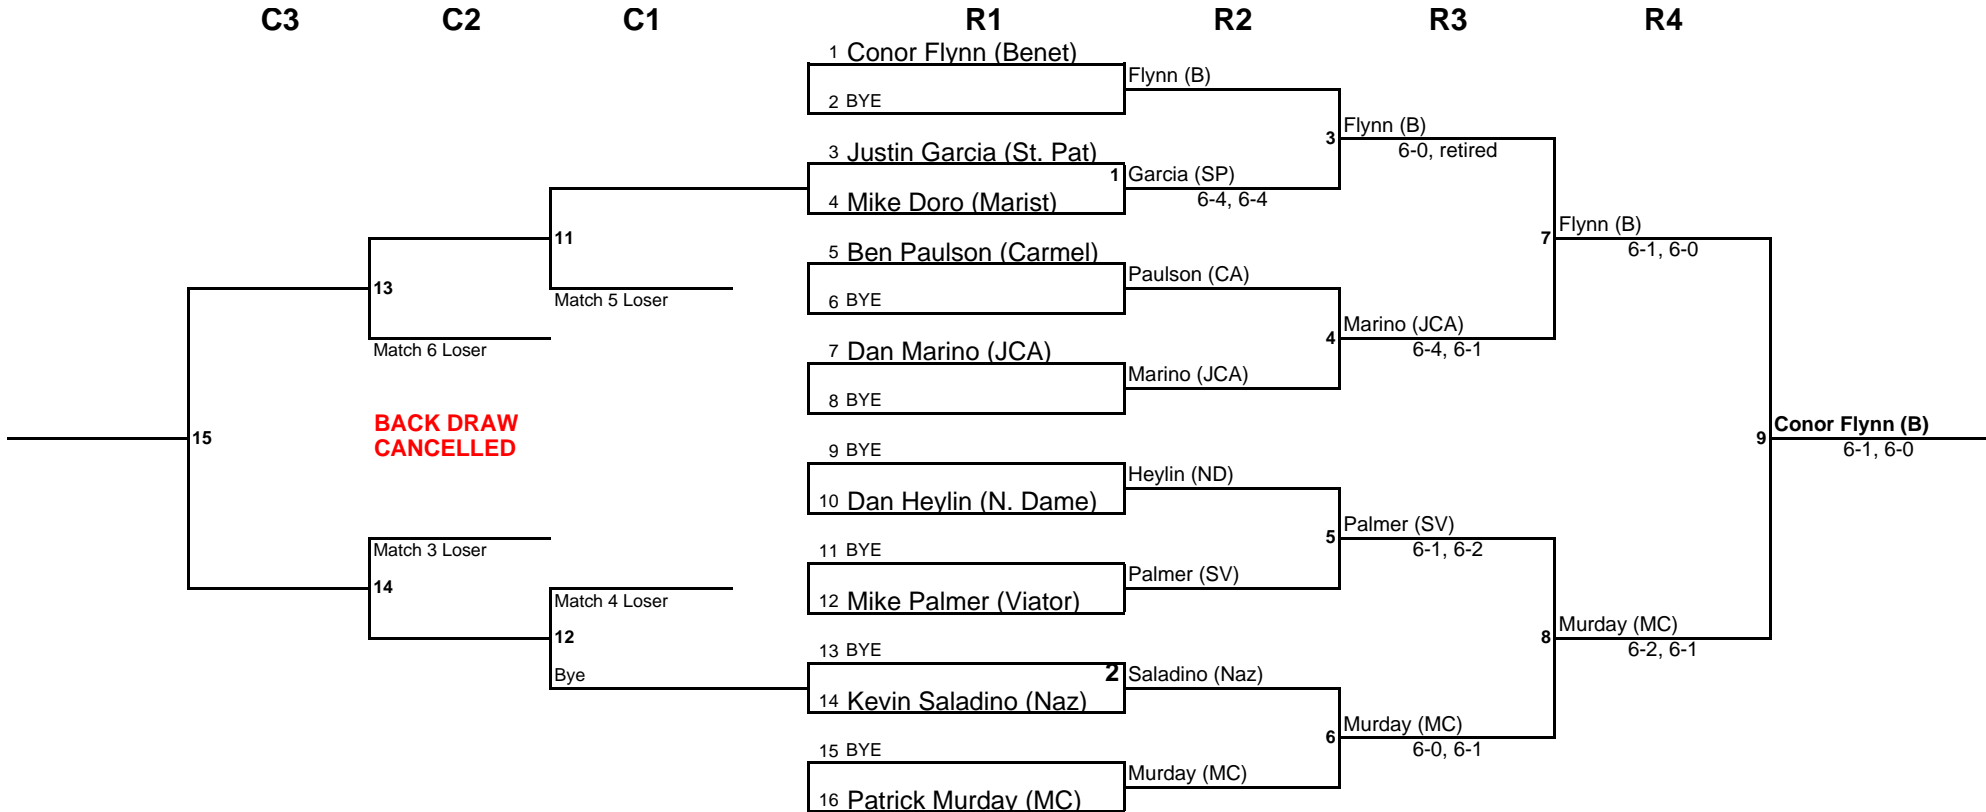 C3 C2 C1 R1 R2 R3 R4
1 Conor Flynn (Benet)
Flynn (B)
2 BYE
3 Flynn (B)
6-0, retired
3 Justin Garcia (St. Pat)
1 Garcia (SP)
6-4, 6-4
4 Mike Doro (Marist)
7 Flynn (B)
6-1, 6-0
11
5 Ben Paulson (Carmel)
Paulson (CA)
6 BYE
13
Match 5 Loser
Match 6 Loser
4 Marino (JCA)
6-4, 6-1
7 Dan Marino (JCA)
Marino (JCA)
8 BYE
BACK DRAW
CANCELLED
15
9 Conor Flynn (B)
6-1, 6-0
9 BYE
Heylin (ND)
10 Dan Heylin (N. Dame)
5 Palmer (SV)
6-1, 6-2
Match 3 Loser
11 BYE
Palmer (SV)
14
Match 4 Loser
12 Mike Palmer (Viator)
12
8 Murday (MC)
6-2, 6-1
13 BYE
Bye
2 Saladino (Naz)
14 Kevin Saladino (Naz)
6 Murday (MC)
6-0, 6-1
15 BYE
Murday (MC)
16 Patrick Murday (MC)